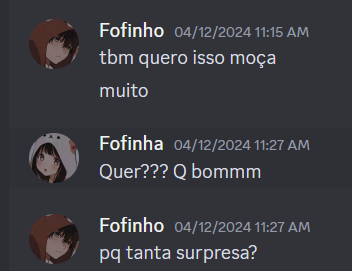 Fofinho 04/12/2024 11:15 AM
tbm quero isso moça
muito
Fofinha 04/12/2024 11:27 AM
Quer??? Q bommm
Fofinho 04/12/2024 11:27 AM
pq tanta surpresa?